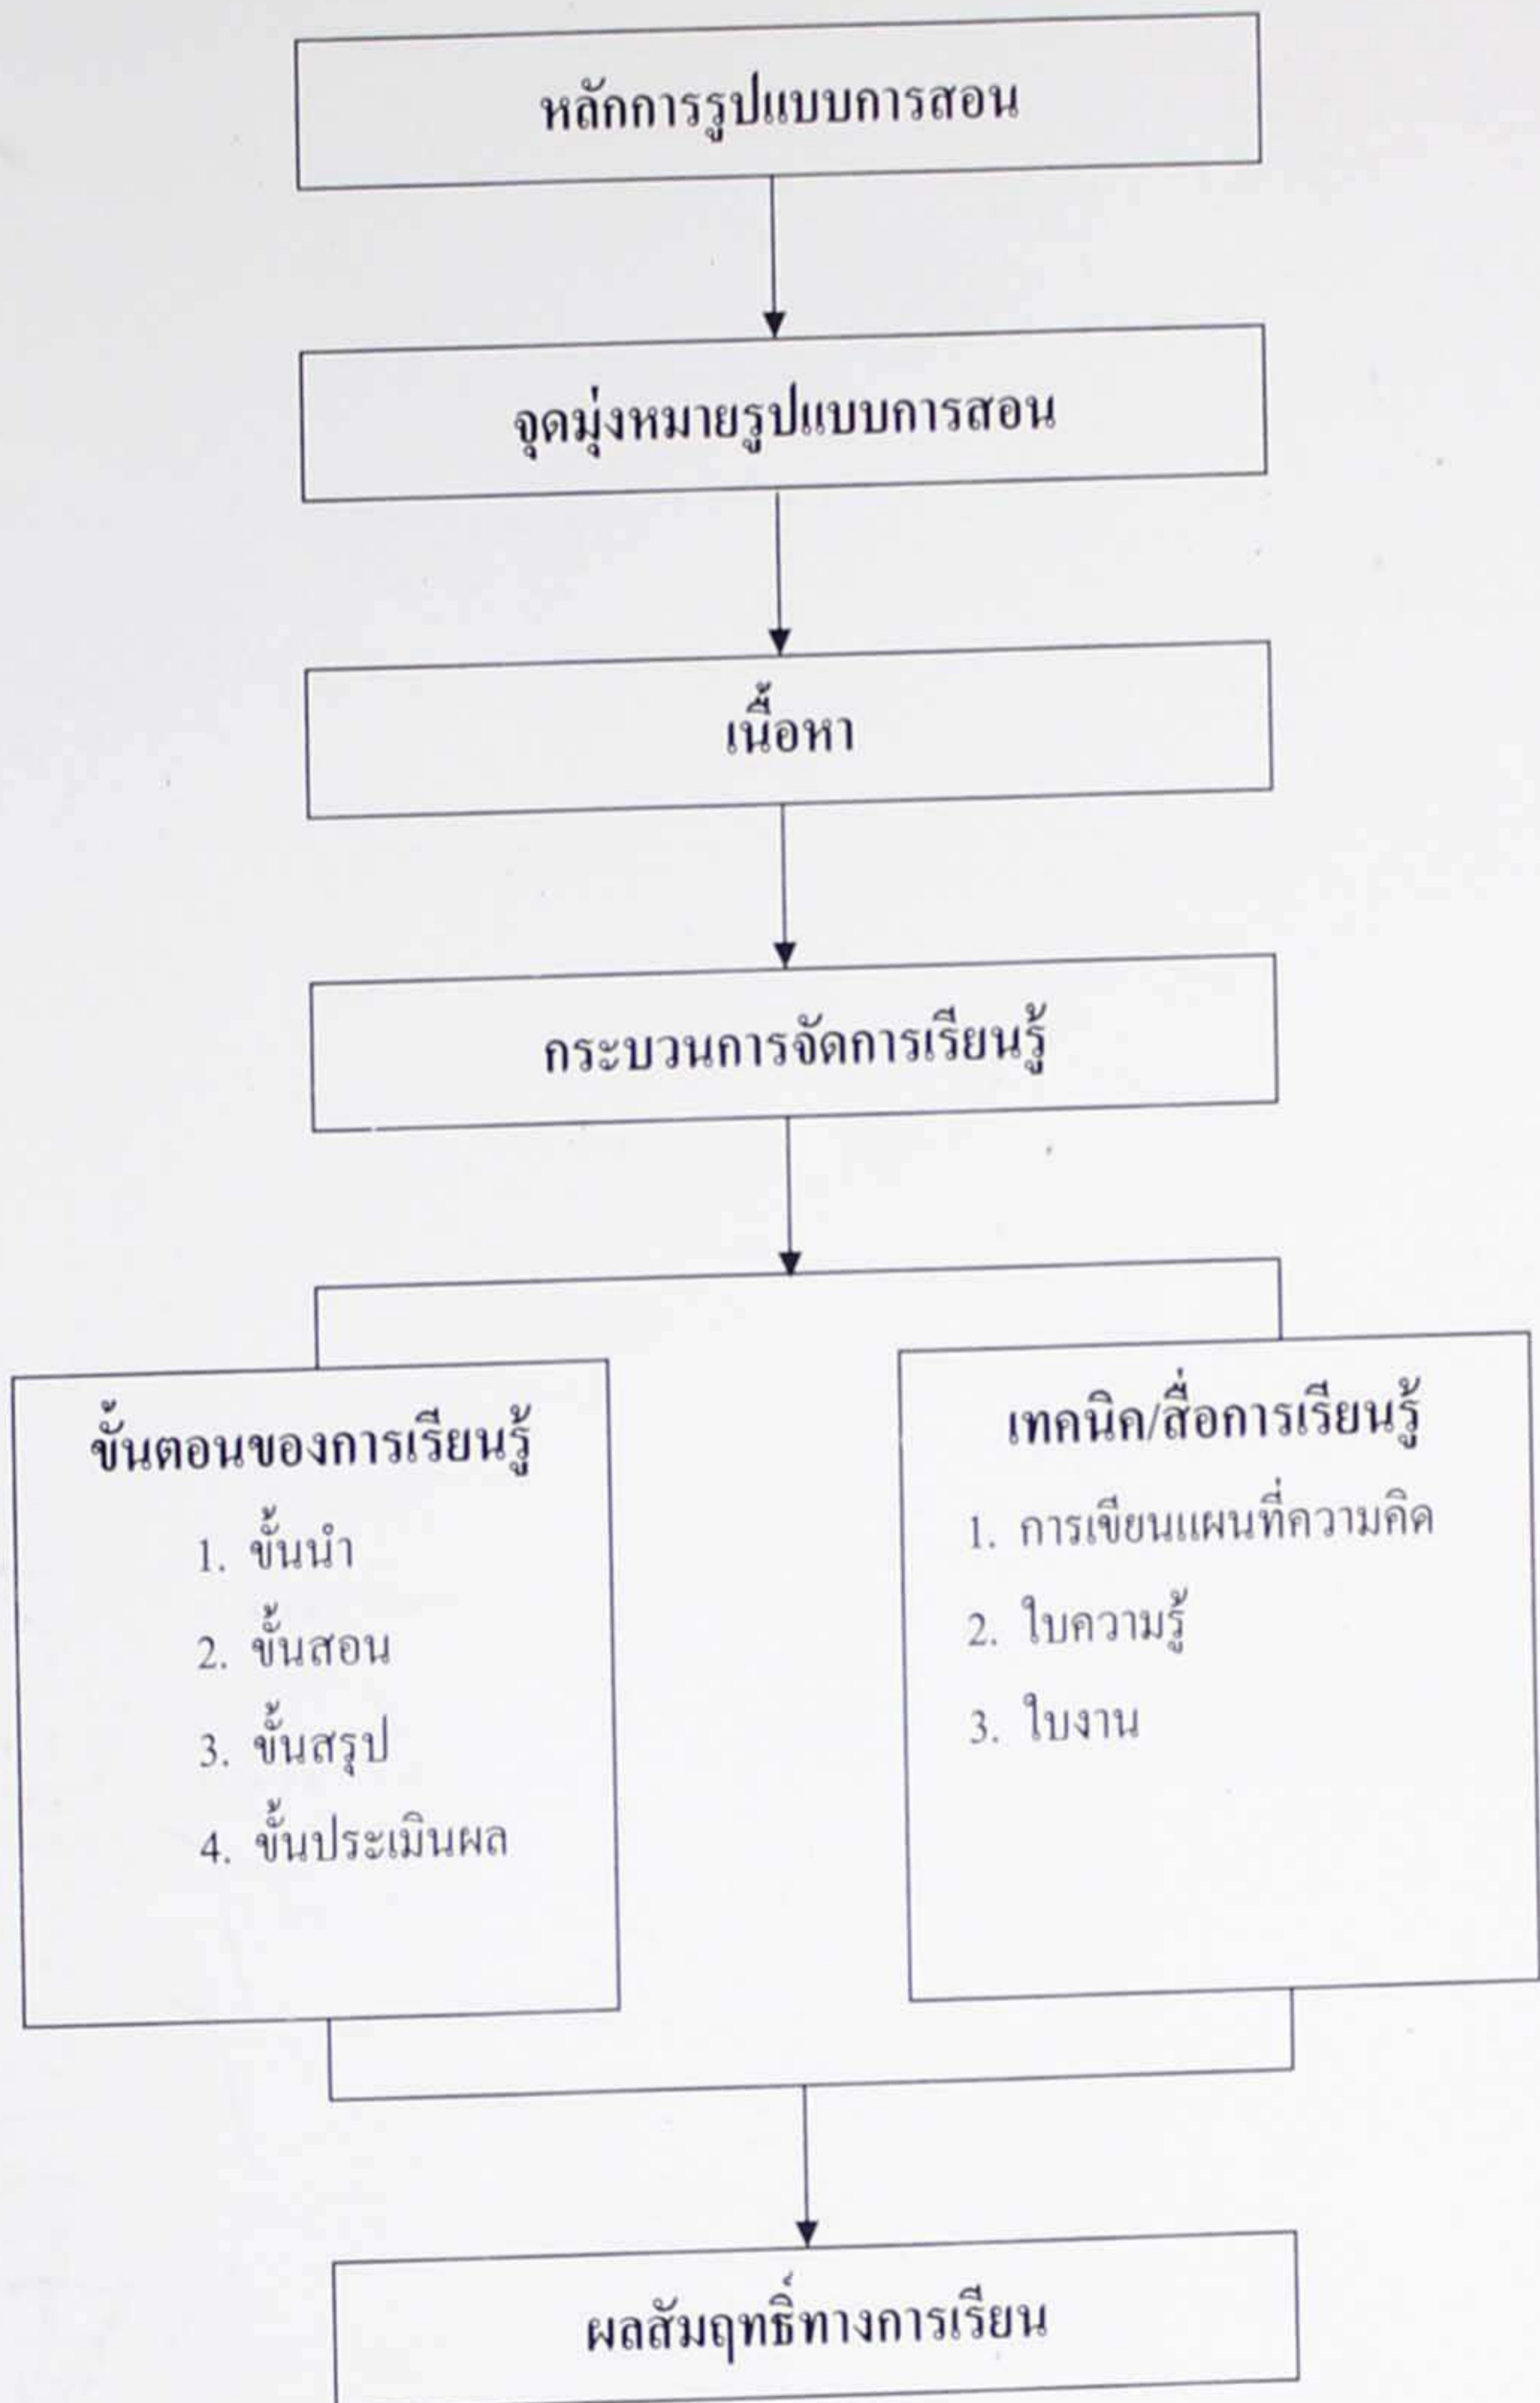 หลักการรูปแบบการสอน
จุดมุ่งหมายรูปแบบการสอน
เนื้อหา
กระบวนการจัดการเรียนรู้
ขั้นตอนของการเรียนรู้
1. ขั้นนำ
2. ขั้นสอน
3. ขั้นสรุป
4. ขั้นประเมินผล
เทคนิค/สื่อการเรียนรู้
1. การเขียนแผนที่ความคิด
2. ใบความรู้
3. ใบงาน
ผลสัมฤทธิ์ทางการเรียน